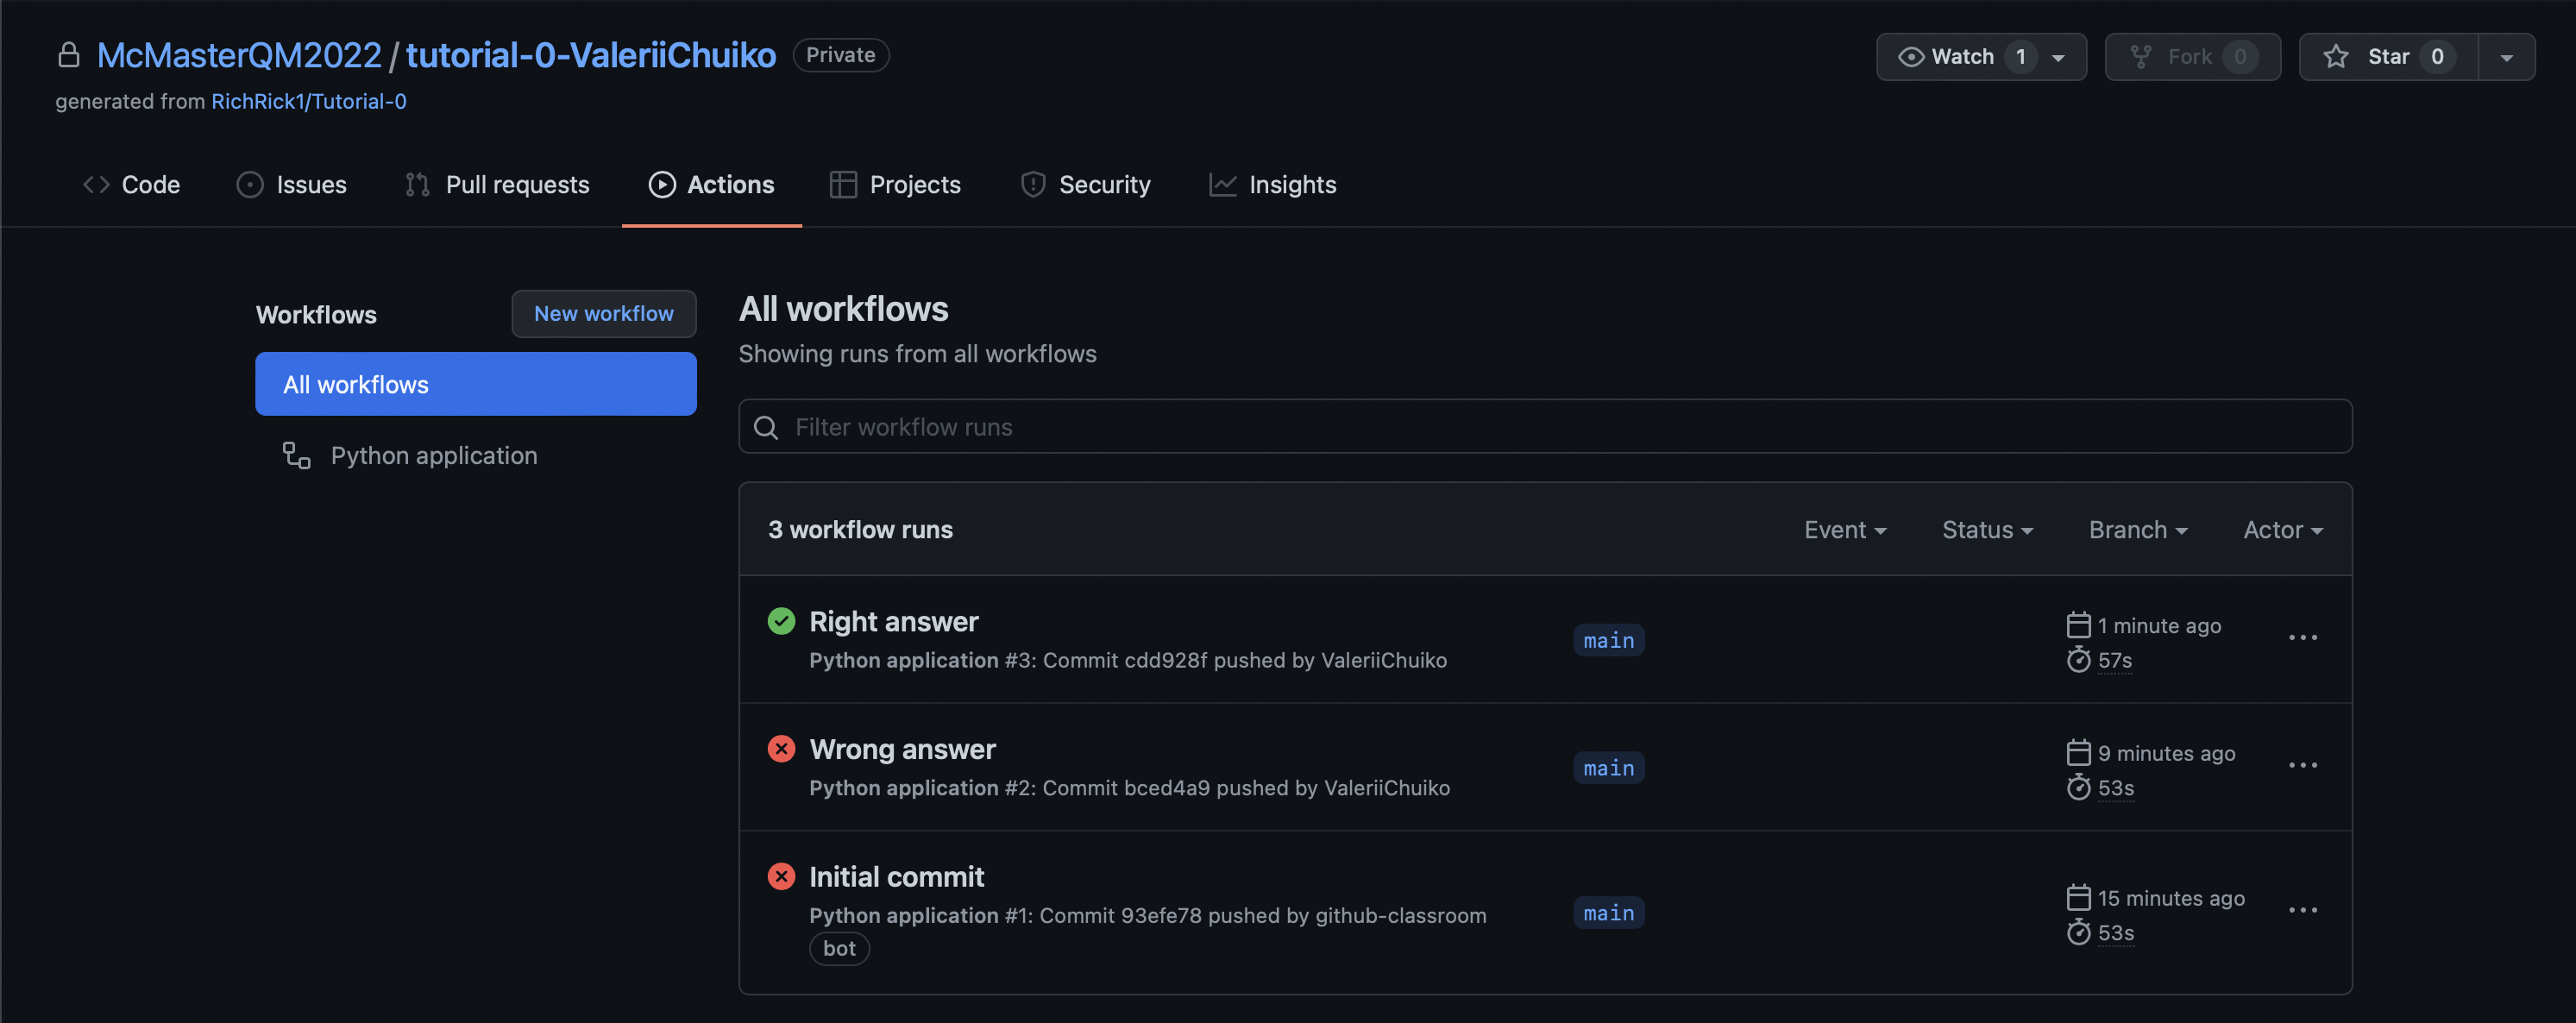 McMasterQM2022 / tutorial-0-ValeriiChuiko Private
Watch 1 Fork 0 Star 0
generated from RichRick1/Tutorial-0
Code Issues Pull requests Actions Projects Security Insights
Workflows New workflow
All workflows
Python application
All workflows
Showing runs from all workflows
Filter workflow runs
3 workflow runs Event Status Branch Actor
Right answer
Python application #3: Commit cdd928f pushed by ValeriiChuiko
main
1 minute ago
57s
Wrong answer
Python application #2: Commit bced4a9 pushed by ValeriiChuiko
main
9 minutes ago
53s
Initial commit
Python application #1: Commit 93efe78 pushed by github-classroom
bot
main
15 minutes ago
53s